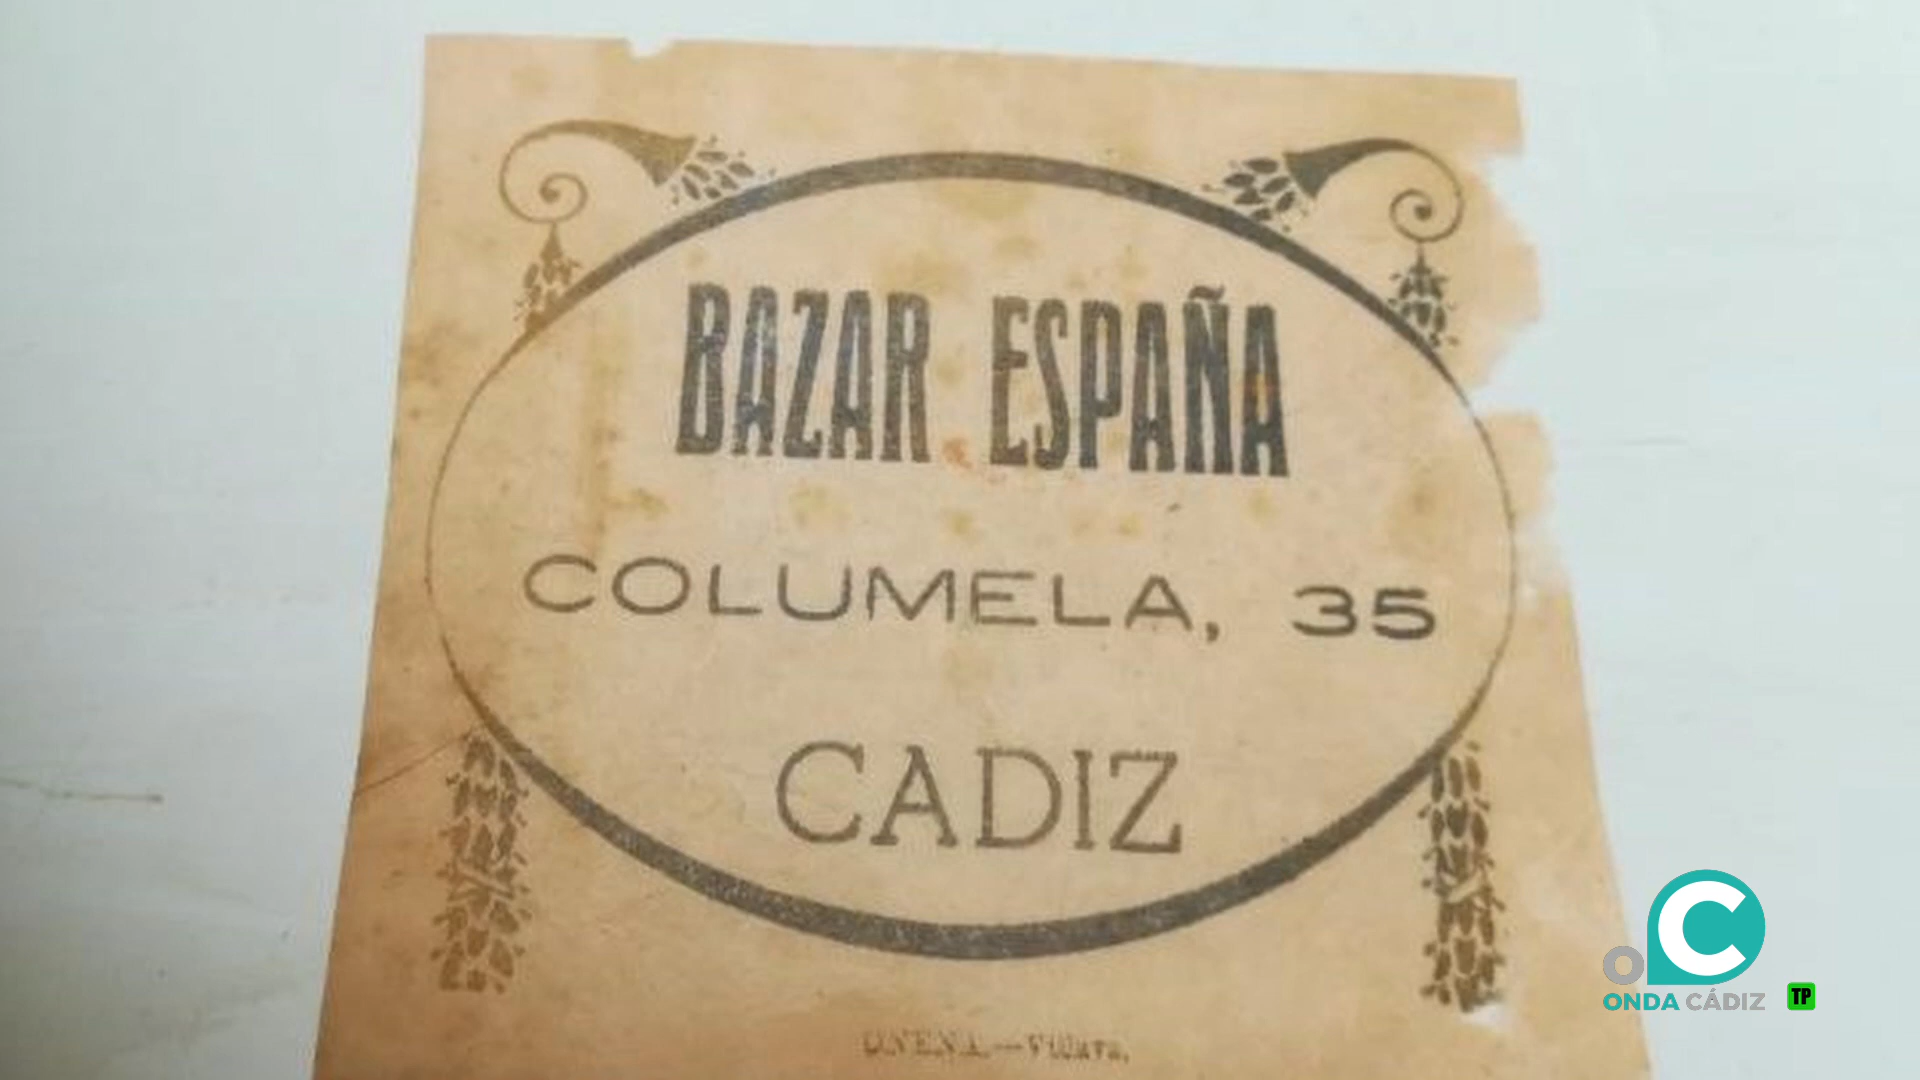 BAZAR ESPAÑA
COLUMELA, 35
CADIZ
ONDA CÁDIZ
TP